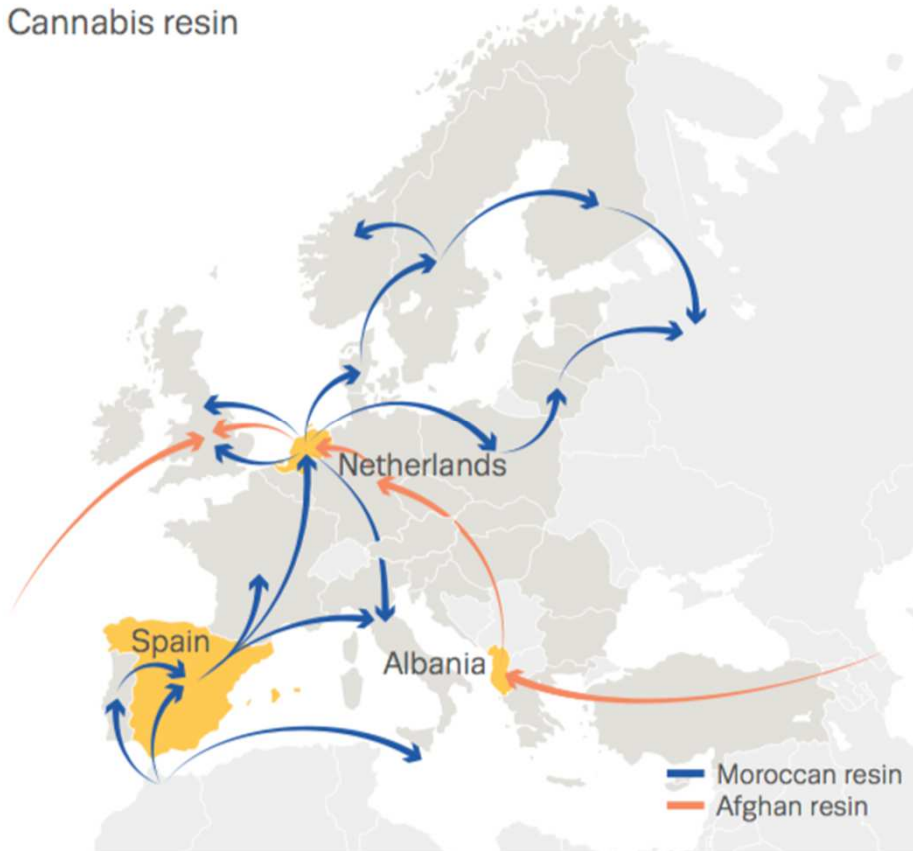 Cannabis resin
Netherlands
Spain
Albania
Moroccan resin
Afghan resin